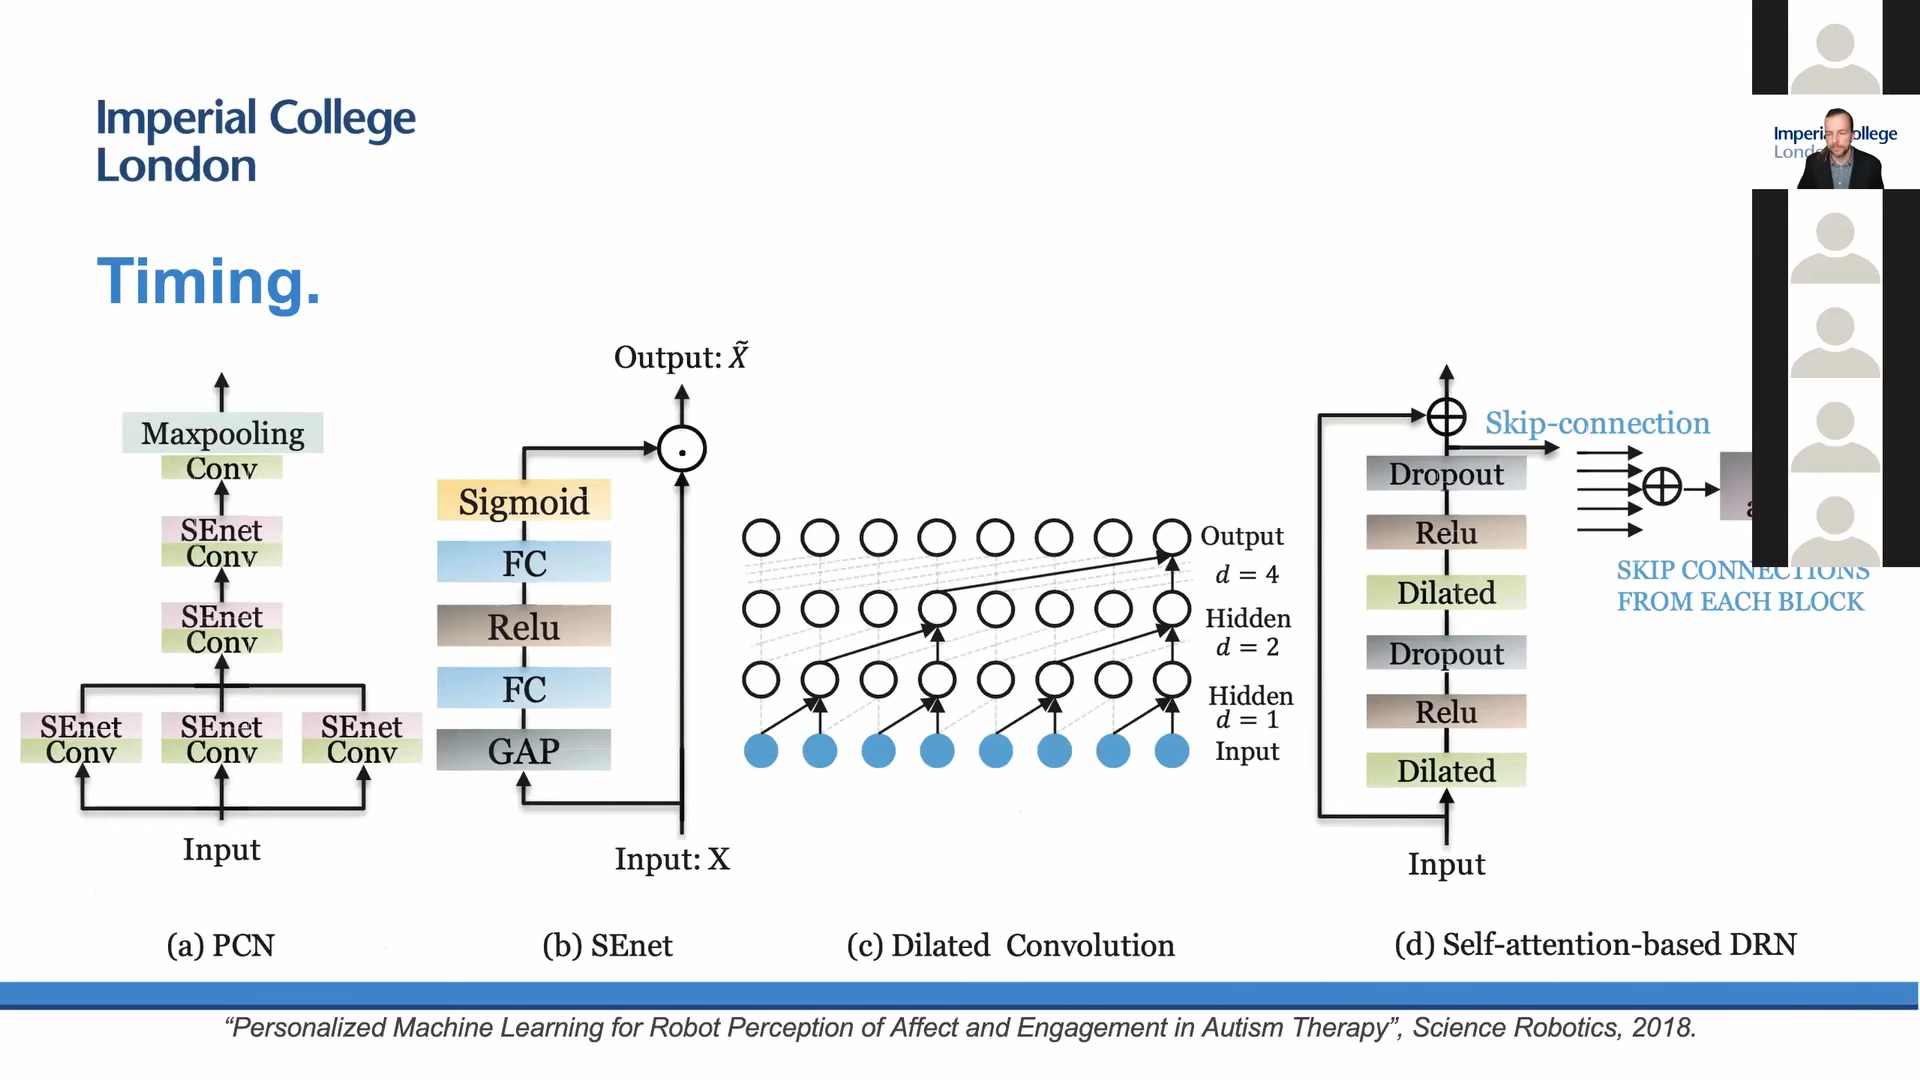 Imperial College
London
Timing.
Maxpooling
Conv
SEnet
Conv
SEnet
Conv
SEnet
Conv
SEnet
Conv
SEnet
Conv
Input
(a) PCN
Output: X̃
Sigmoid
FC
Relu
FC
GAP
Input: X
(b) SEnet
Output
d = 4
Hidden
d = 2
Hidden
d = 1
Input
(c) Dilated Convolution
Skip-connection
Dropout
Relu
Dilated
Dropout
Relu
Dilated
Input
SKIP CONNECTIONS
FROM EACH BLOCK
(d) Self-attention-based DRN
“Personalized Machine Learning for Robot Perception of Affect and Engagement in Autism Therapy”, Science Robotics, 2018.